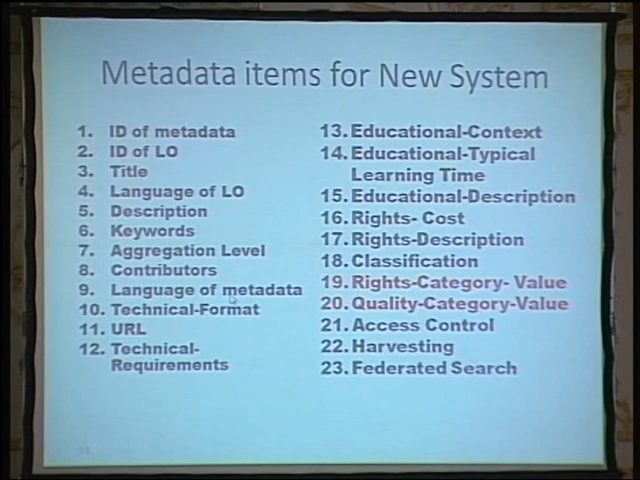 Metadata items for New System
1. ID of metadata
2. ID of LO
3. Title
4. Language of LO
5. Description
6. Keywords
7. Aggregation Level
8. Contributors
9. Language of metadata
10. Technical-Format
11. URL
12. Technical-
Requirements
13. Educational-Context
14. Educational-Typical
Learning Time
15. Educational-Description
16. Rights- Cost
17. Rights-Description
18. Classification
19. Rights-Category- Value
20. Quality-Category-Value
21. Access Control
22. Harvesting
23. Federated Search